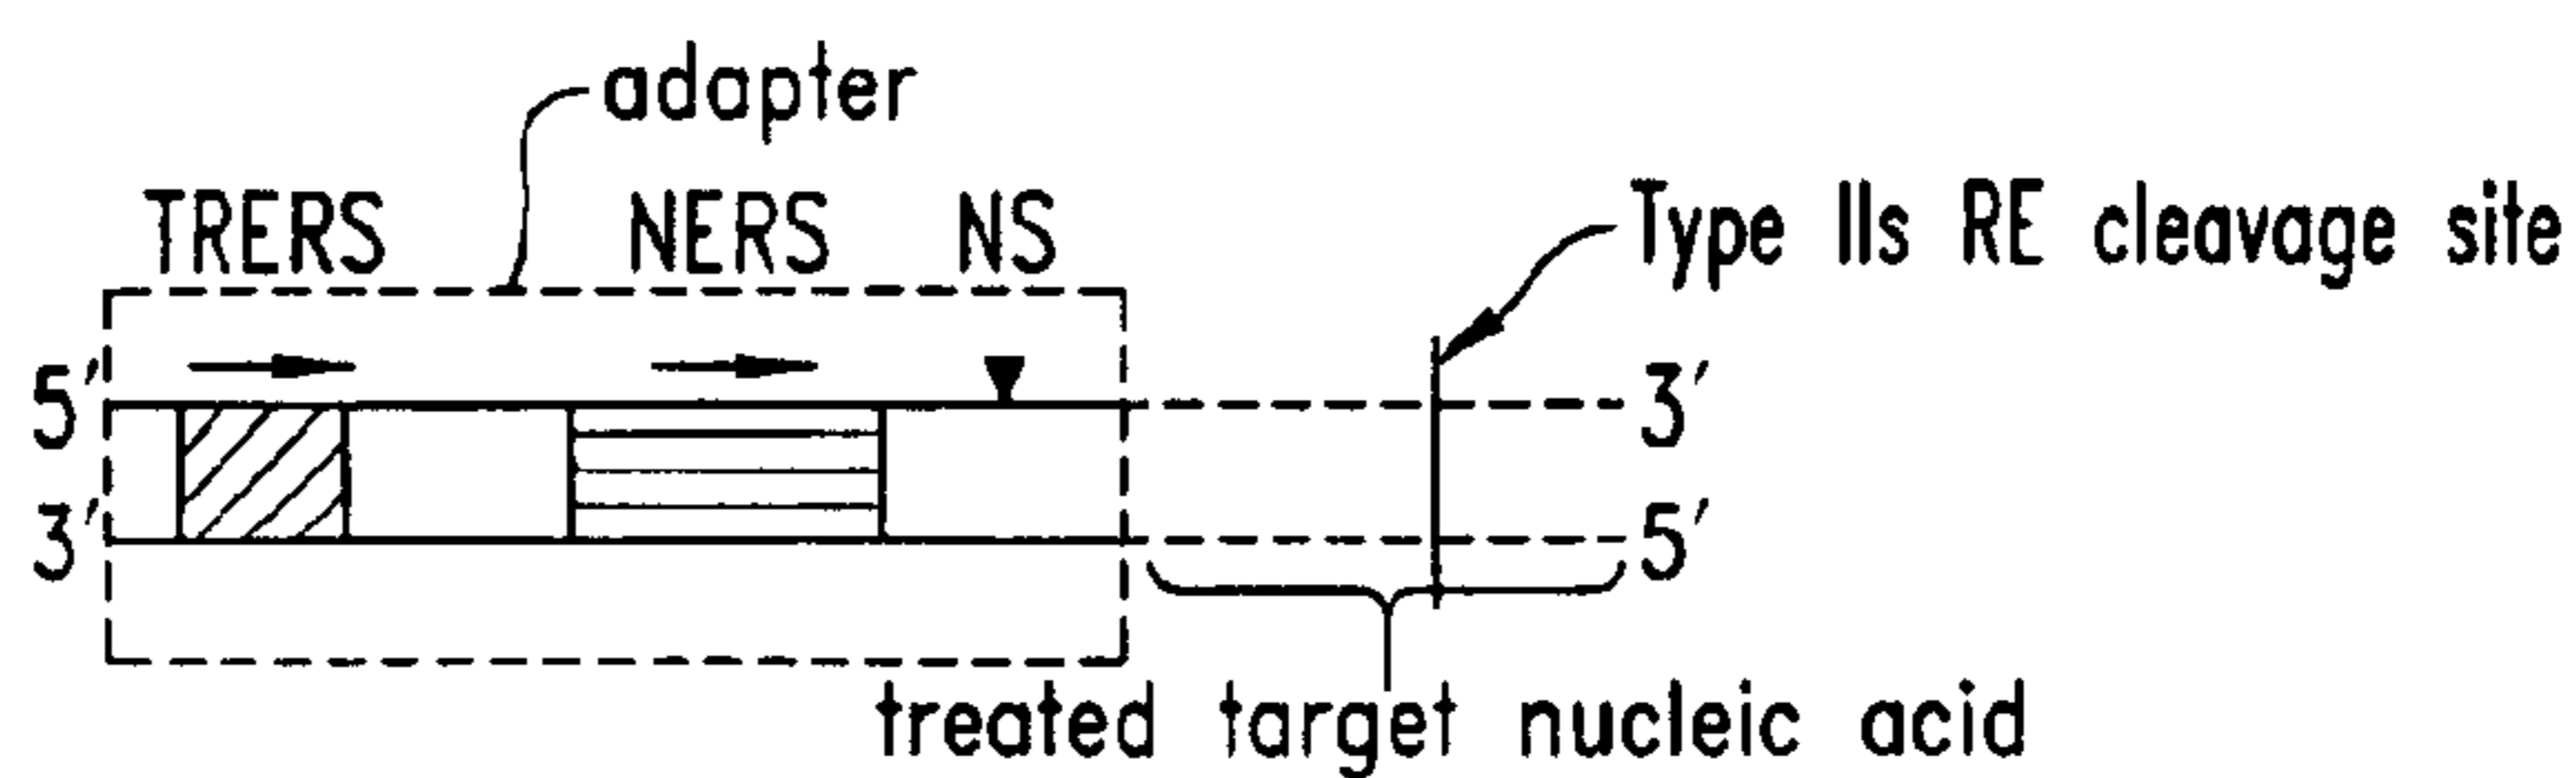 adapter
TRERS NERS NS
Type IIs RE cleavage site
5' 3'
3' 5'
treated target nucleic acid